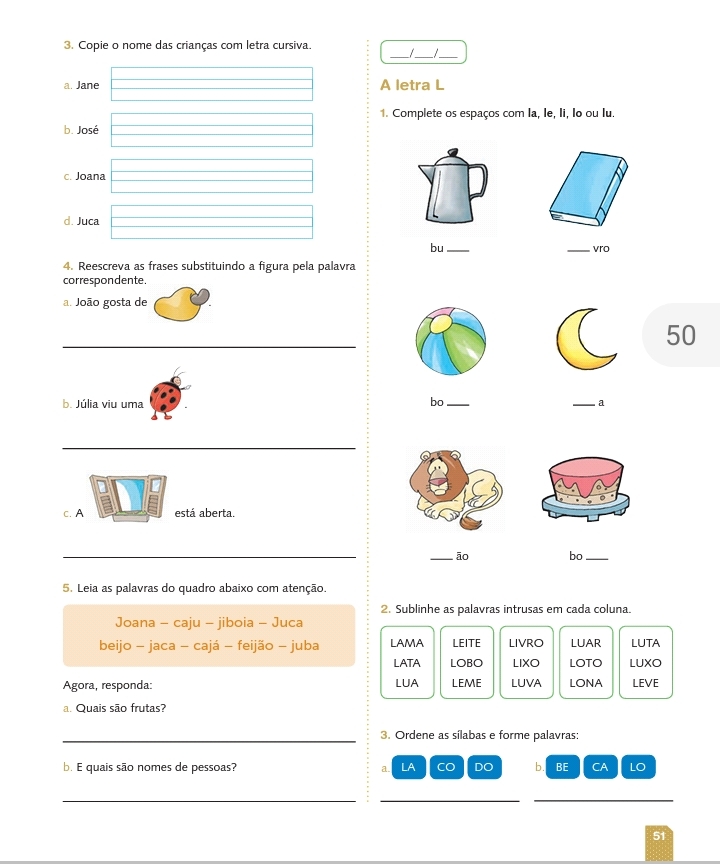 3. Copie o nome das crianças com letra cursiva.
a. Jane
b. José
c. Joana
d. Juca
4. Reescreva as frases substituindo a figura pela palavra
correspondente.
a. João gosta de .
b. Júlia viu uma .
c. A está aberta.
5. Leia as palavras do quadro abaixo com atenção.
Joana – caju – jiboia – Juca
beijo – jaca – cajá – feijão – juba
Agora, responda:
a. Quais são frutas?
b. E quais são nomes de pessoas?
___/___/___
A letra L
1. Complete os espaços com la, le, li, lo ou lu.
bu ___ ___ vro
bo ___ ___ a
___ ão bo ___
2. Sublinhe as palavras intrusas em cada coluna.
LAMA LEITE LIVRO LUAR LUTA
LATA LOBO LIXO LOTO LUXO
LUA LEME LUVA LONA LEVE
3. Ordene as sílabas e forme palavras:
a. LA CO DO b. BE CA LO
50
51